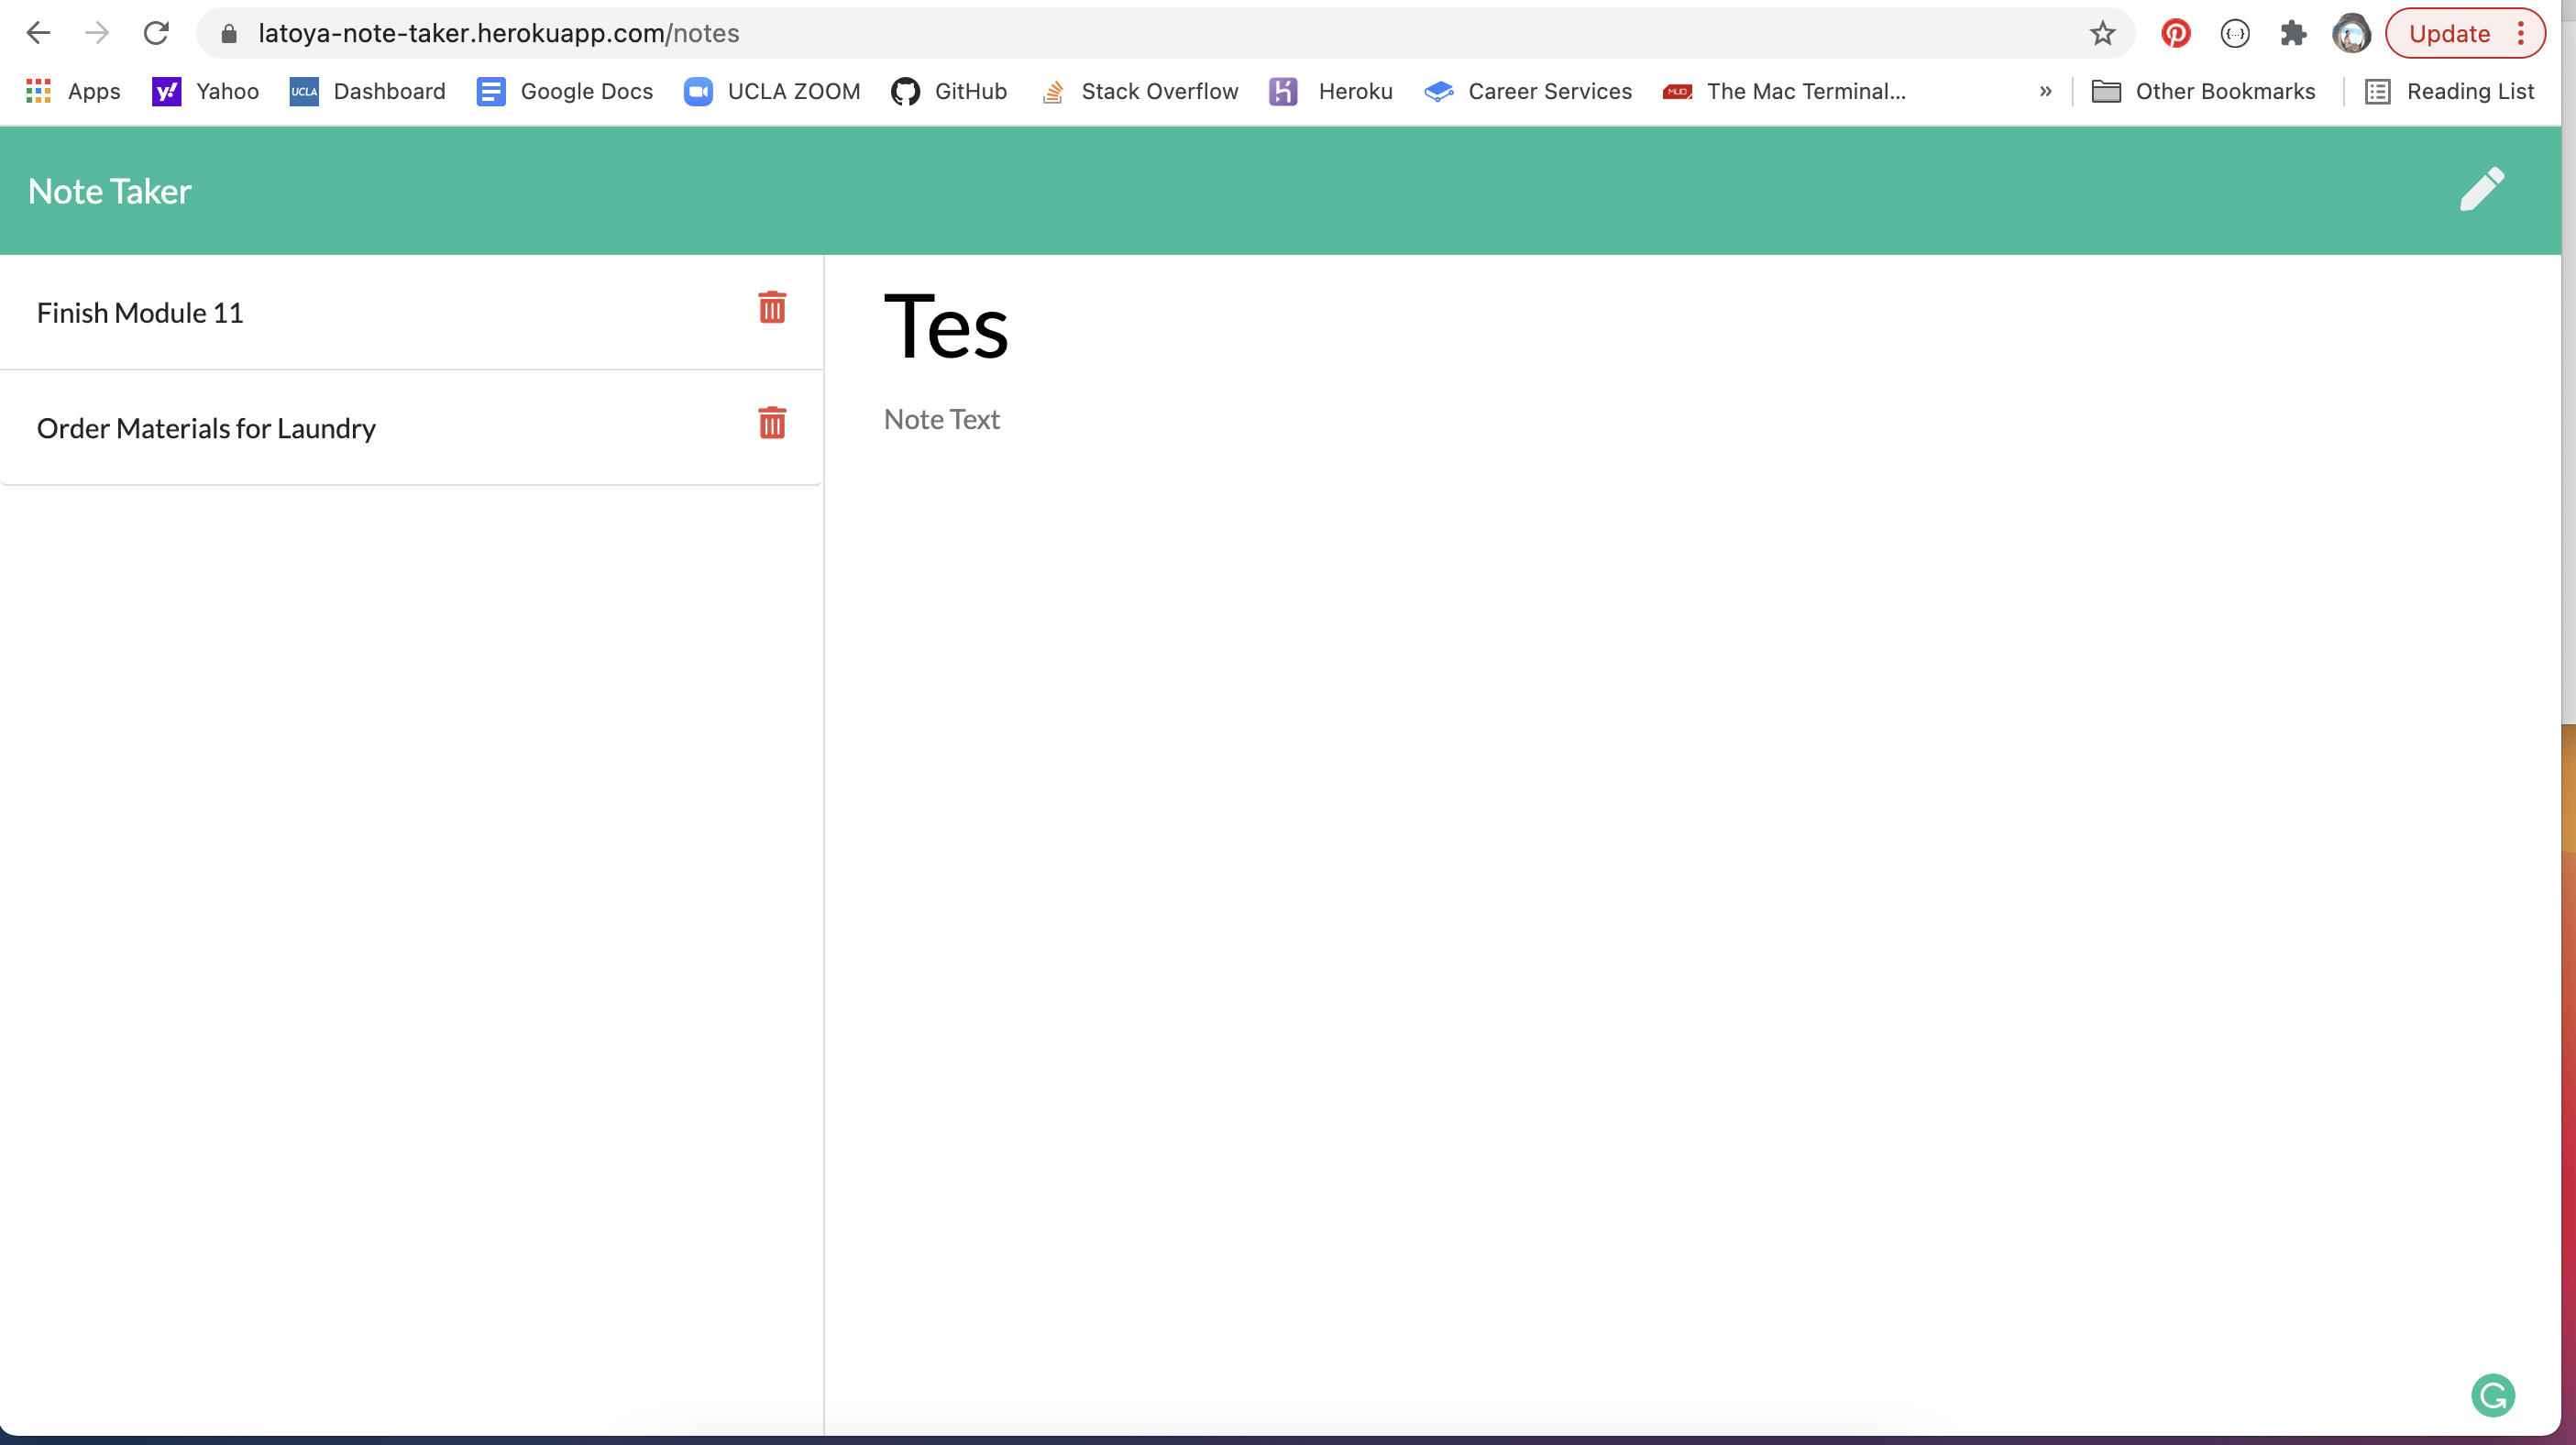 latoya-note-taker.herokuapp.com/notes
Update
Apps Yahoo UCLA Dashboard Google Docs UCLA ZOOM GitHub Stack Overflow Heroku Career Services MUO The Mac Terminal... » Other Bookmarks Reading List
Note Taker
Finish Module 11
Order Materials for Laundry
Tes
Note Text